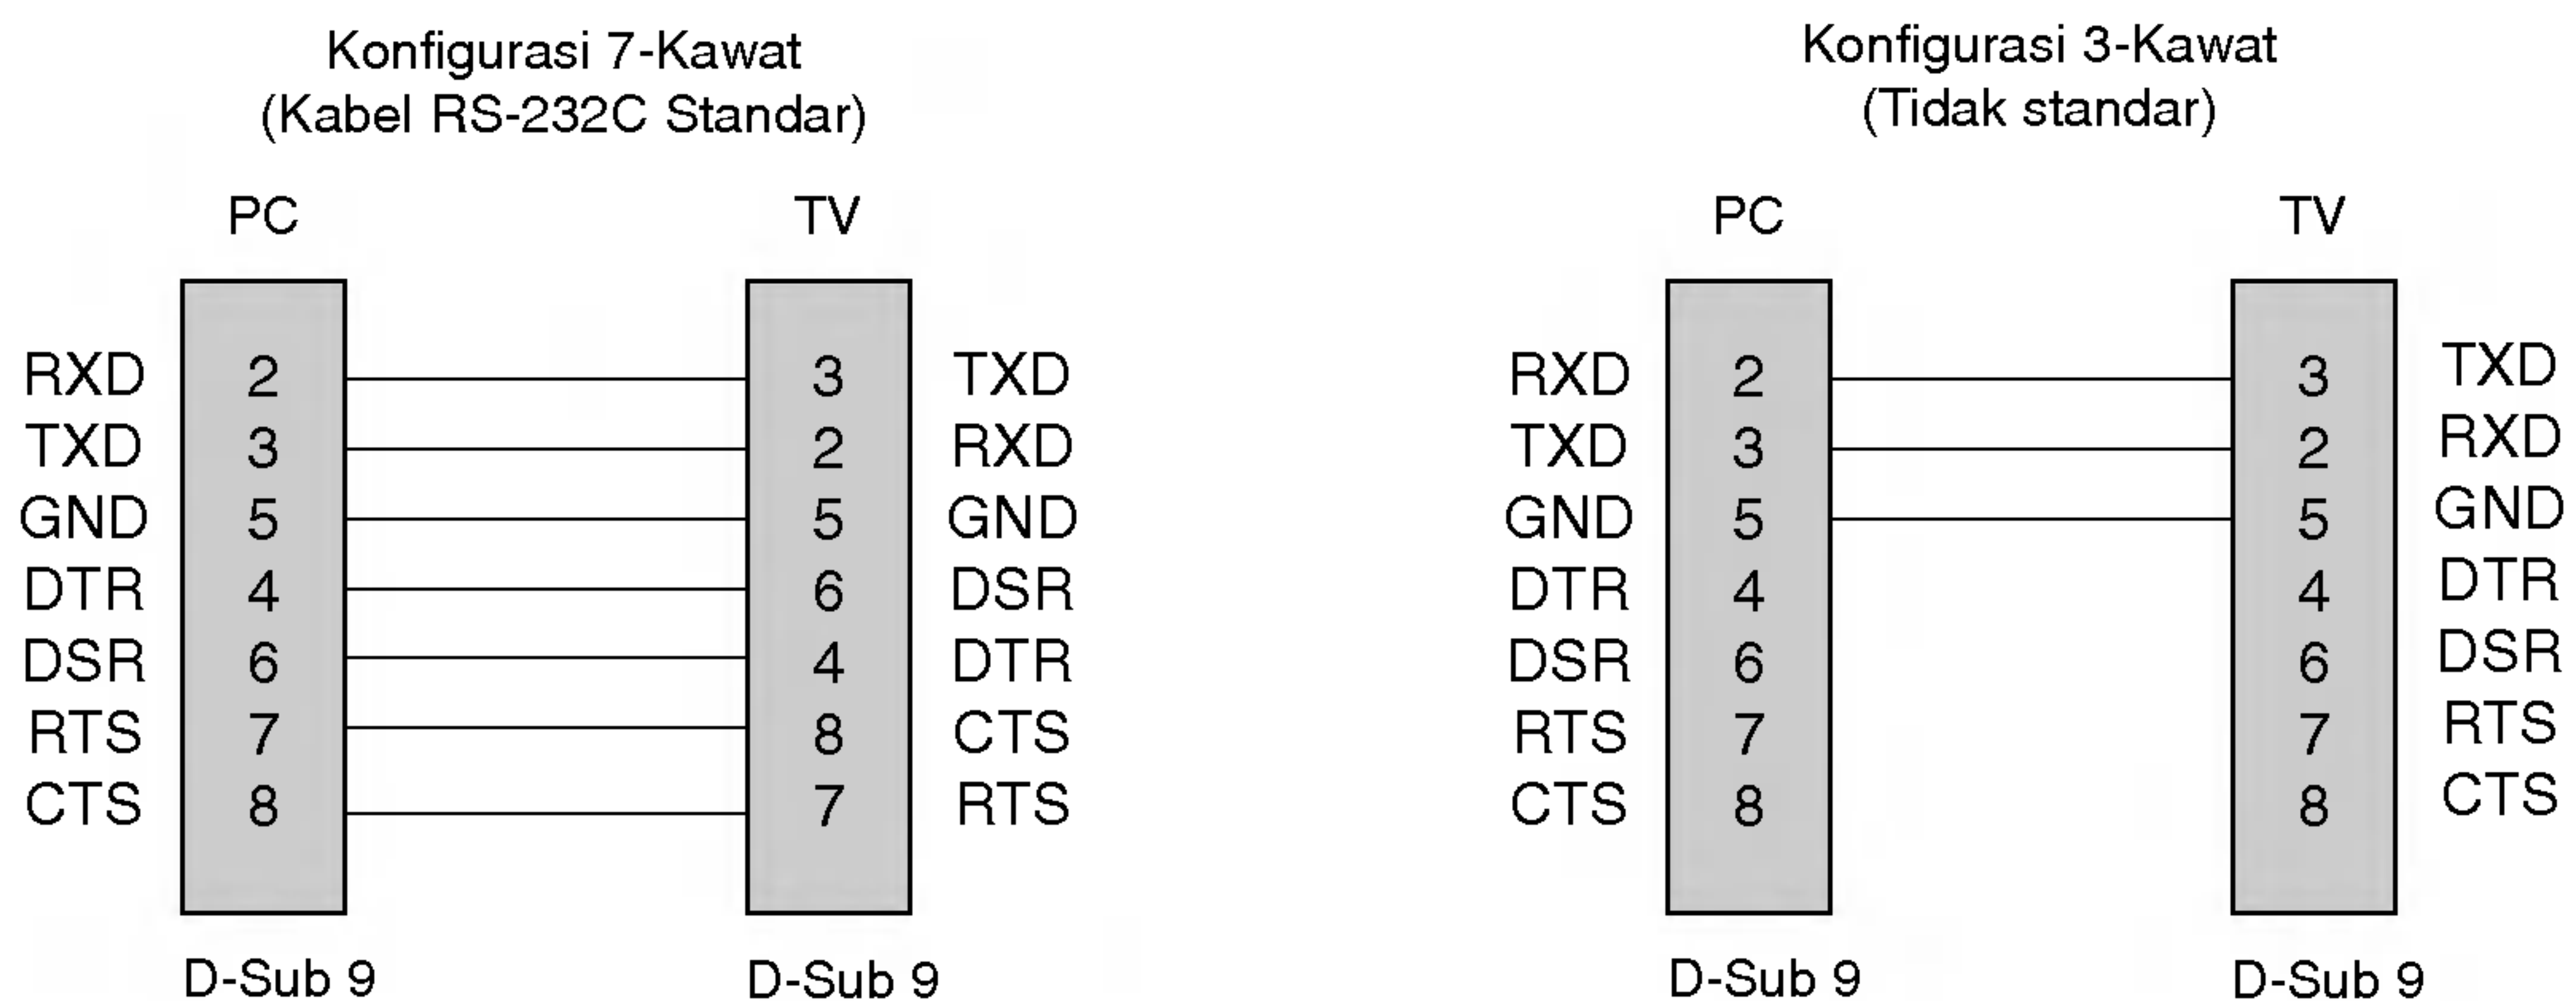 Konfigurasi 7-Kawat
(Kabel RS-232C Standar)
PC TV
RXD 2 3 TXD
TXD 3 2 RXD
GND 5 5 GND
DTR 4 6 DSR
DSR 6 4 DTR
RTS 7 8 CTS
CTS 8 7 RTS
D-Sub 9 D-Sub 9
Konfigurasi 3-Kawat
(Tidak standar)
PC TV
RXD 2 3 TXD
TXD 3 2 RXD
GND 5 5 GND
DTR 4 4 DTR
DSR 6 6 DSR
RTS 7 7 RTS
CTS 8 8 CTS
D-Sub 9 D-Sub 9